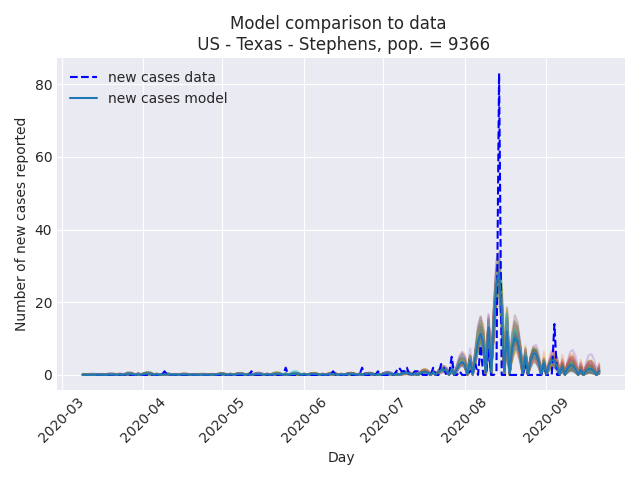 Model comparison to data
US - Texas - Stephens, pop. = 9366
new cases data
new cases model
Number of new cases reported
80
60
40
20
0
2020-03
2020-04
2020-05
2020-06
2020-07
2020-08
2020-09
Day